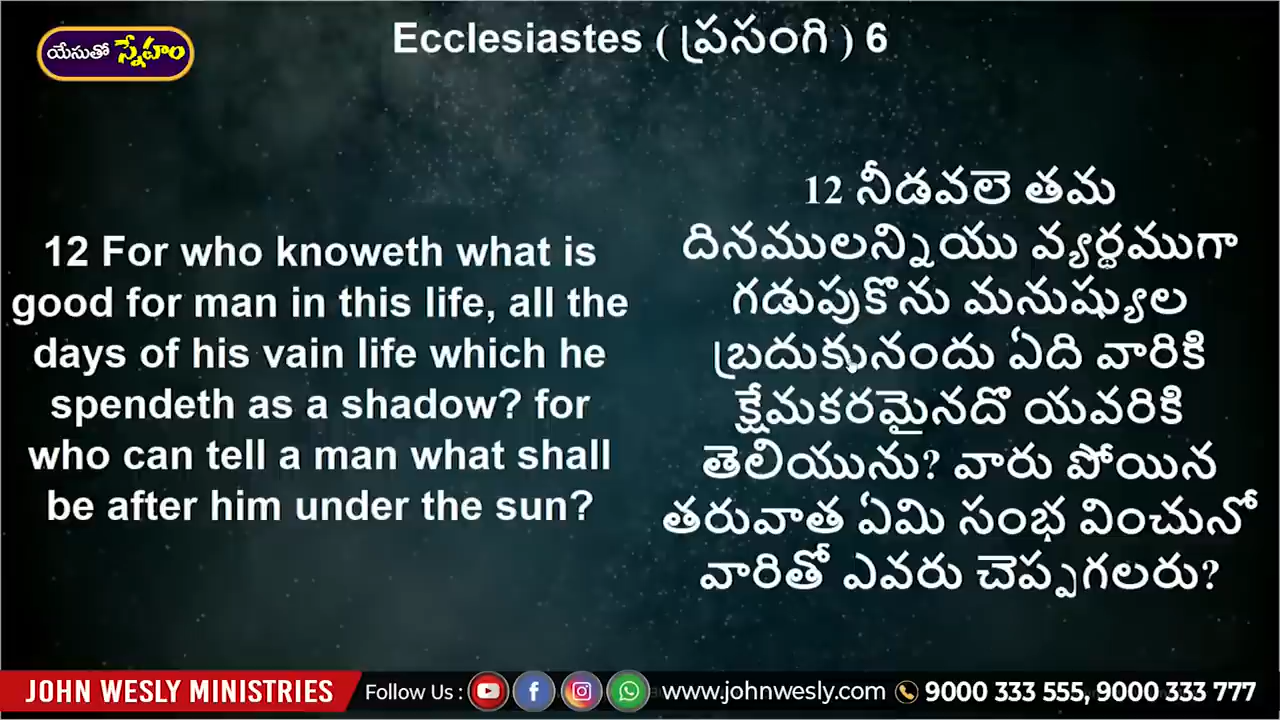 యేసుతో స్నేహం
Ecclesiastes ( ప్రసంగి ) 6
12 For who knoweth what is
good for man in this life, all the
days of his vain life which he
spendeth as a shadow? for
who can tell a man what shall
be after him under the sun?
12 నీడవలె తమ
దినములన్నియు వ్యర్థముగా
గడుపుకొను మనుష్యుల
బ్రదుకునందు ఏది వారికి
క్షేమకరమైనదొ యవరికి
తెలియును? వారు పోయిన
తరువాత ఏమి సంభ వించునో
వారితో ఎవరు చెప్పగలరు?
JOHN WESLY MINISTRIES Follow Us : www.johnwesly.com 9000 333 555, 9000 333 777